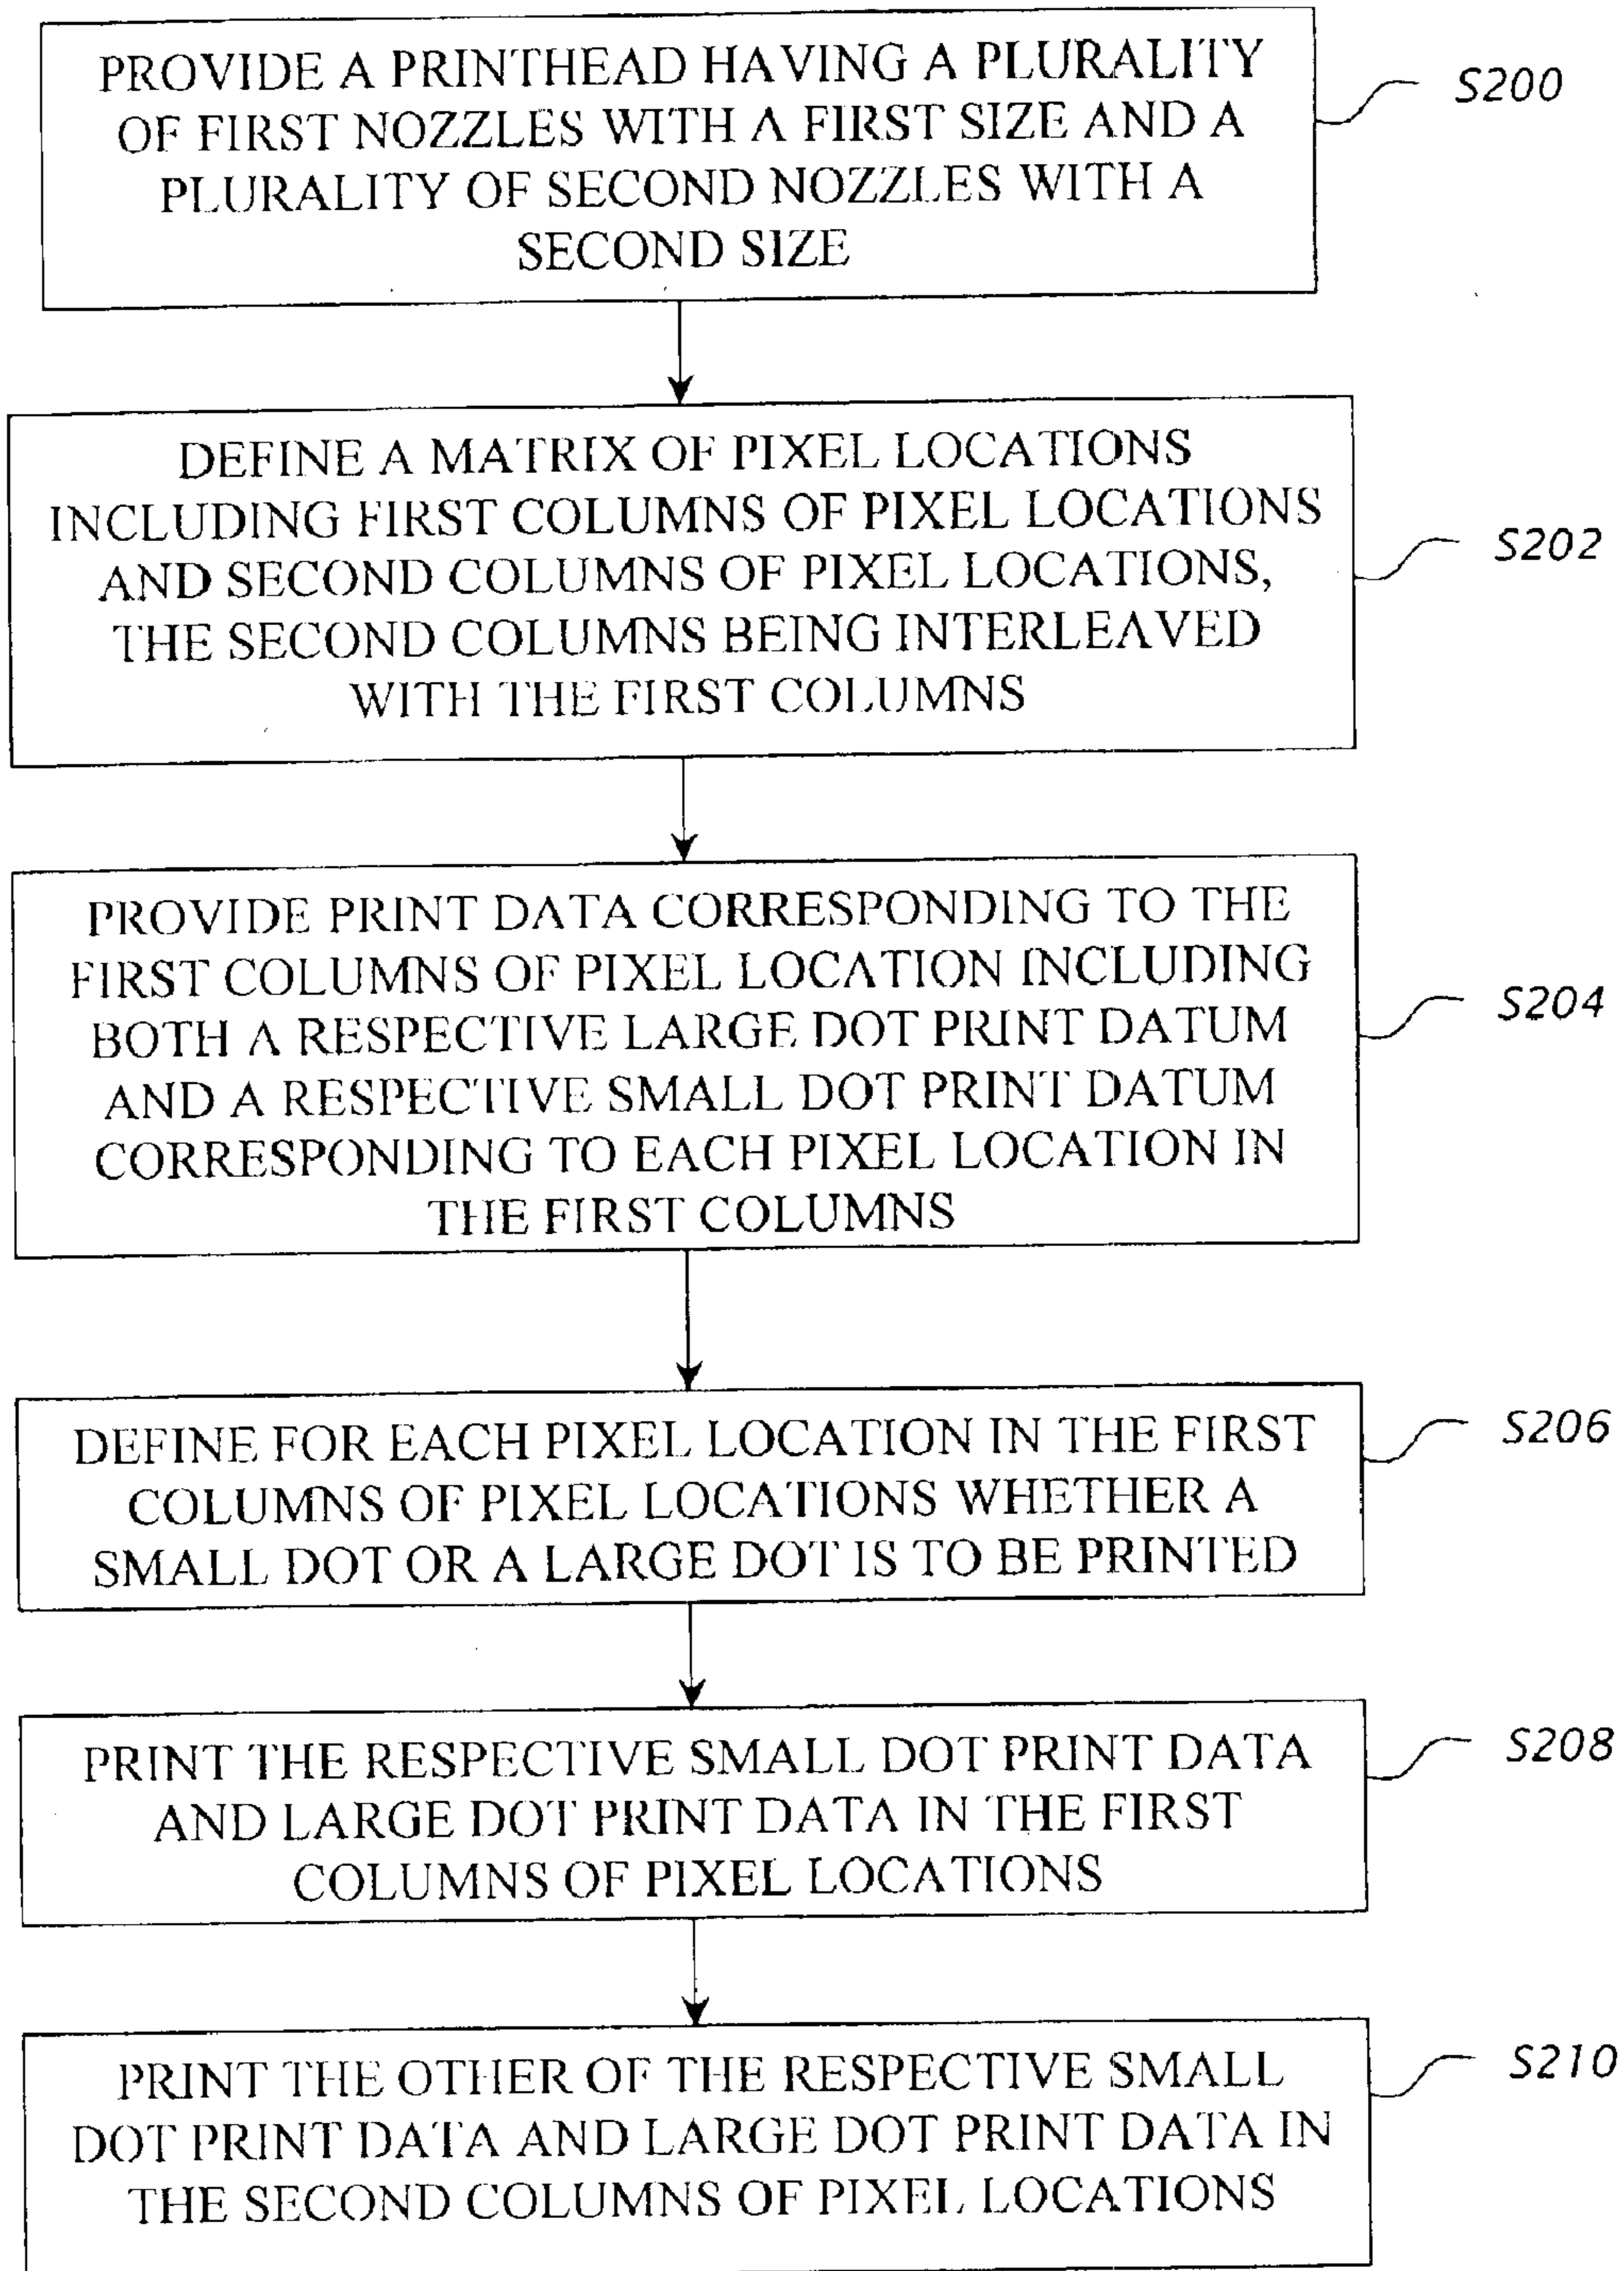 PROVIDE A PRINTHEAD HAVING A PLURALITY
OF FIRST NOZZLES WITH A FIRST SIZE AND A
PLURALITY OF SECOND NOZZLES WITH A
SECOND SIZE
S200
DEFINE A MATRIX OF PIXEL LOCATIONS
INCLUDING FIRST COLUMNS OF PIXEL LOCATIONS
AND SECOND COLUMNS OF PIXEL LOCATIONS,
THE SECOND COLUMNS BEING INTERLEAVED
WITH THE FIRST COLUMNS
S202
PROVIDE PRINT DATA CORRESPONDING TO THE
FIRST COLUMNS OF PIXEL LOCATION INCLUDING
BOTH A RESPECTIVE LARGE DOT PRINT DATUM
AND A RESPECTIVE SMALL DOT PRINT DATUM
CORRESPONDING TO EACH PIXEL LOCATION IN
THE FIRST COLUMNS
S204
DEFINE FOR EACH PIXEL LOCATION IN THE FIRST
COLUMNS OF PIXEL LOCATIONS WHETHER A
SMALL DOT OR A LARGE DOT IS TO BE PRINTED
S206
PRINT THE RESPECTIVE SMALL DOT PRINT DATA
AND LARGE DOT PRINT DATA IN THE FIRST
COLUMNS OF PIXEL LOCATIONS
S208
PRINT THE OTHER OF THE RESPECTIVE SMALL
DOT PRINT DATA AND LARGE DOT PRINT DATA IN
THE SECOND COLUMNS OF PIXEL LOCATIONS
S210